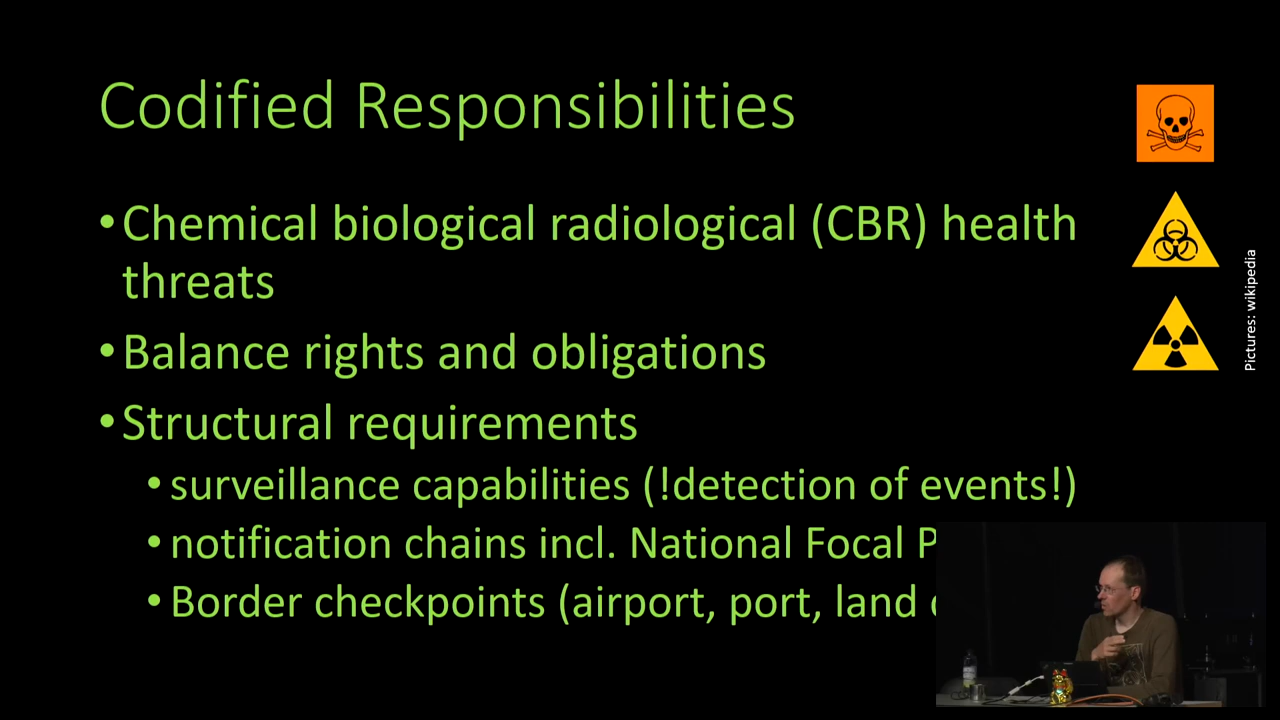 Codified Responsibilities
•Chemical biological radiological (CBR) health
threats
•Balance rights and obligations
•Structural requirements
•surveillance capabilities (!detection of events!)
•notification chains incl. National Focal
•Border checkpoints (airport, port, land
Pictures: wikipedia